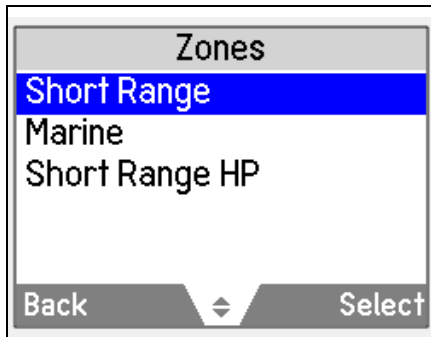 Zones
Short Range
Marine
Short Range HP
Back Select